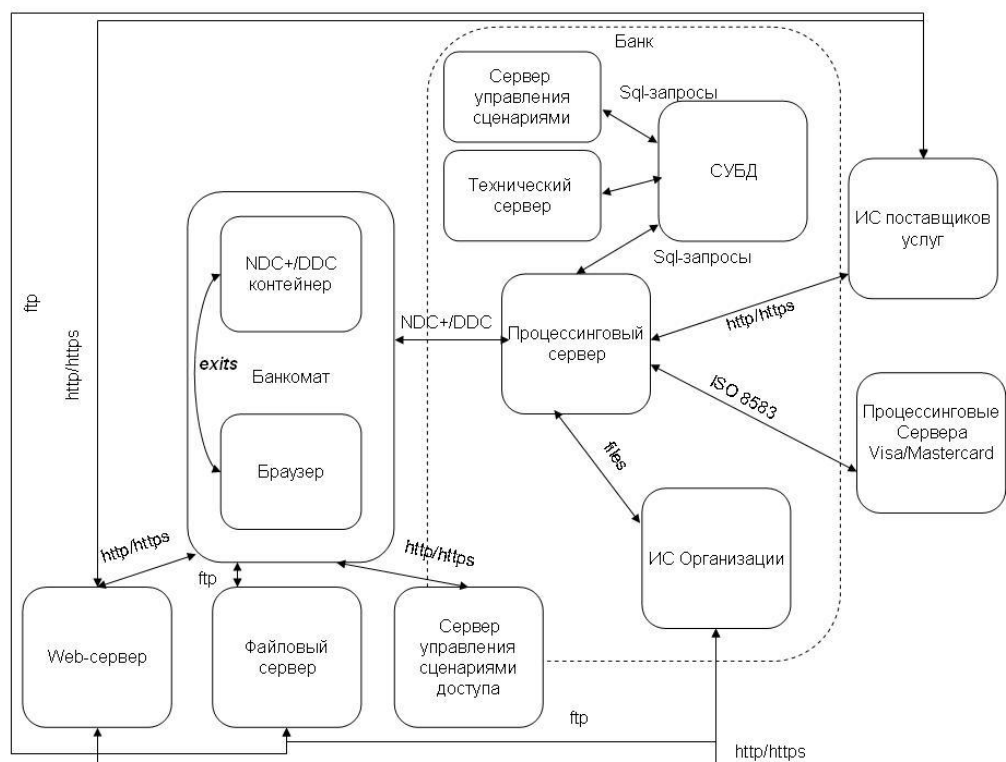 Банк
Сервер
управления
сценариями
Sql-запросы
СУБД
Технический
сервер
ИС поставщиков
услуг
Sql-запросы
NDC+/DDC
контейнер
ftp
http/https
exits
Банкомат
NDC+/DDC
Процессинговый
сервер
http/https
ISO 8583
Процессинговые
Сервера
Visa/Mastercard
Браузер
files
ИС Организации
http/https
ftp
http/https
Web-сервер
Файловый
сервер
Сервер
управления
сценариями
доступа
ftp
http/https